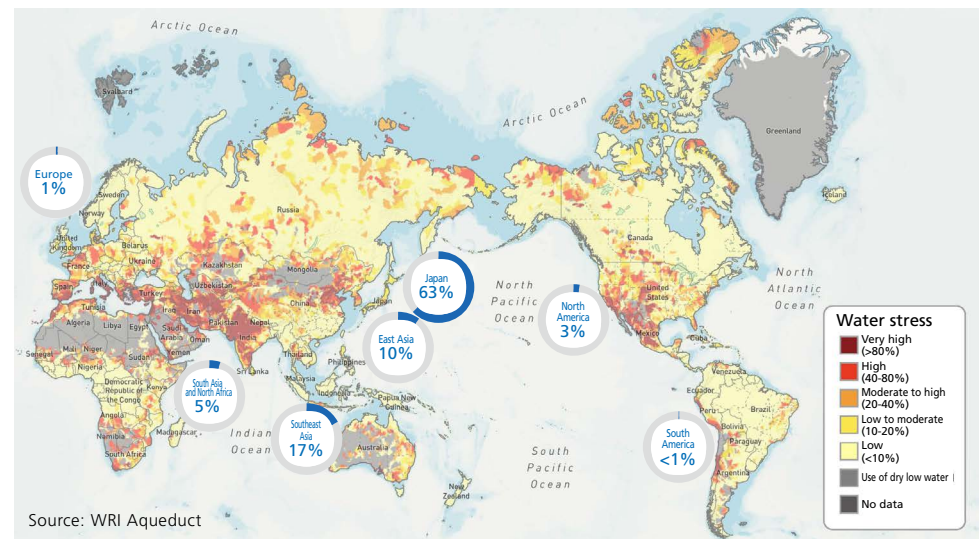 Arctic Ocean
Svalbard
Arctic Ocean
Greenland
Iceland
Europe
1%
Sweden
Norway
Russia
United
Kingdom
Belarus
Ukraine
France
Canada
Kazakhstan
Mongolia
Uzbekistan
Spain
Italy
Turkey
Japan
63%
North
Pacific
Ocean
North
America
3%
United
States
North
Atlantic
Ocean
China
Japan
Tunisia
Iraq
Iran
Algeria
Libya
Egypt
Saudi
Arabia
Pakistan
Nepal
India
Oman
East Asia
10%
Mexico
Cuba
Senegal
Mali
Niger
Sudan
Yemen
Nigeria
Thailand
Philippines
Sri Lanka
Malaysia
Indonesia
Papua New
Guinea
Venezuela
Ecuador
Peru
Brazil
Bolivia
Paraguay
Argentina
Democratic
Republic of
the Congo
Kenya
South Asia
and North Africa
5%
Angola
Namibia
Madagascar
South Africa
Indian
Ocean
Southeast
Asia
17%
Australia
New
Zealand
South
Pacific
Ocean
South
America
<1%
Water stress
Very high
(>80%)
High
(40-80%)
Moderate to high
(20-40%)
Low to moderate
(10-20%)
Low
(<10%)
Use of dry low water
No data
Source: WRI Aqueduct